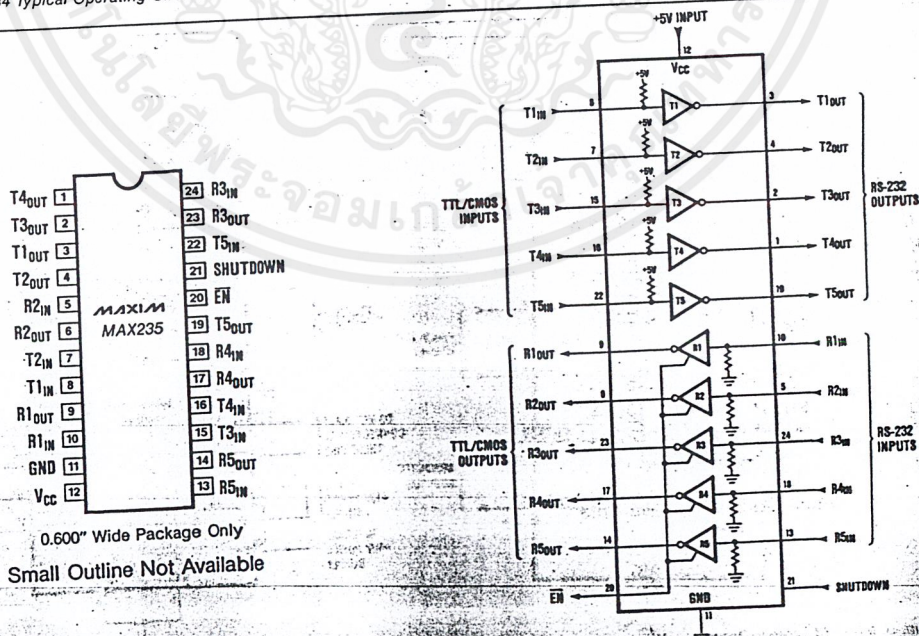 4 Typical Operating
T4OUT 1
T3OUT 2
T1OUT 3
T2OUT 4
R2IN 5
R2OUT 6
T2IN 7
T1IN 8
R1OUT 9
R1IN 10
GND 11
VCC 12
MAXIM
MAX235
24 R3IN
23 R3OUT
22 T5IN
21 SHUTDOWN
20 EN
19 T5OUT
18 R4IN
17 R4OUT
16 T4IN
15 T3IN
14 R5OUT
13 R5IN
0.600" Wide Package Only
Small Outline Not Available
+5V INPUT
12
VCC
TTL/CMOS
INPUTS
T1IN 8 +5V T1 3 T1OUT
T2IN 7 +5V T2 4 T2OUT
T3IN 15 +5V T3 2 T3OUT
T4IN 16 +5V T4 1 T4OUT
T5IN 22 +5V T5 19 T5OUT
RS-232
OUTPUTS
TTL/CMOS
OUTPUTS
R1OUT 9 R1 10 R1IN
R2OUT 6 R2 5 R2IN
R3OUT 23 R3 24 R3IN
R4OUT 17 R4 18 R4IN
R5OUT 14 R5 13 R5IN
RS-232
INPUTS
EN 20
21 SHUTDOWN
GND
11